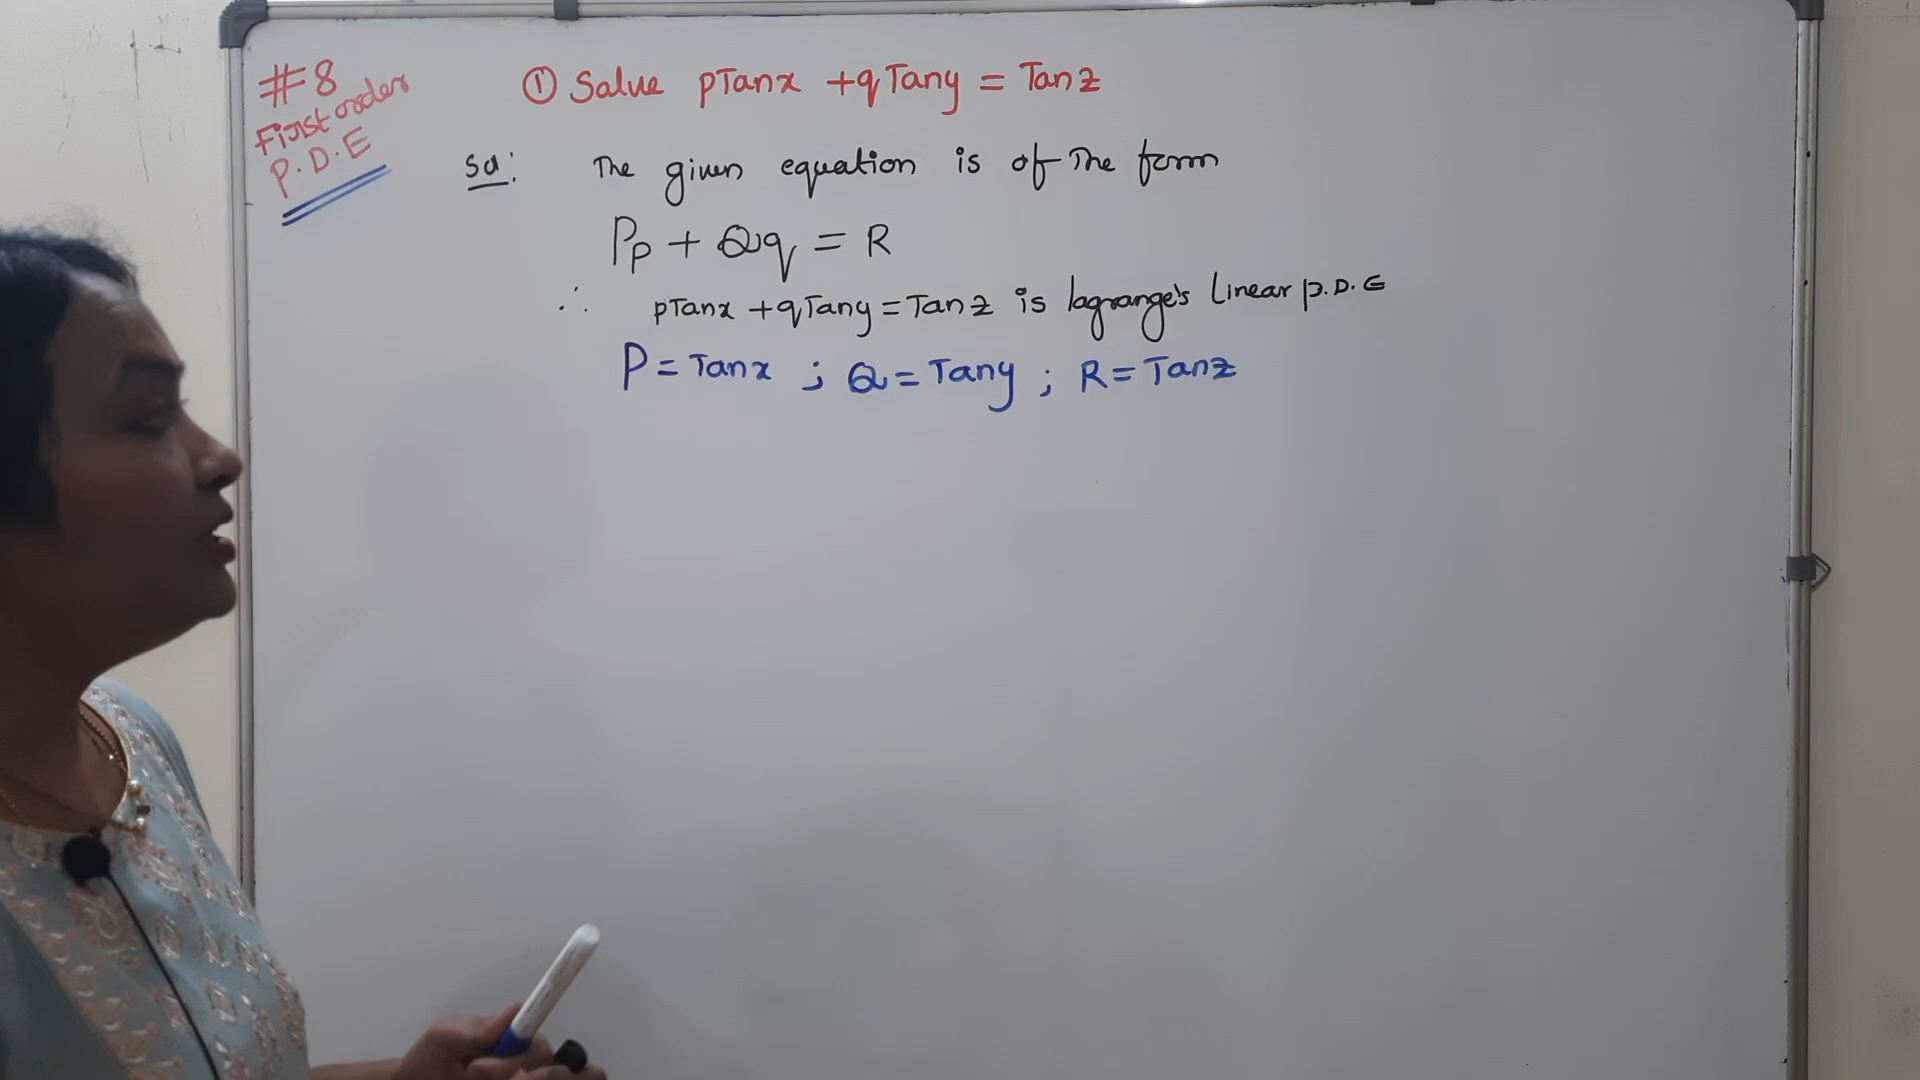 #8
First order
P.D.E
① Solve pTanx + qTany = Tanz
Sol: The given equation is of The form
Pp + Qq = R
∴ pTanx + qTany = Tanz is lagrange's Linear P.D.E
P = Tanx ; Q = Tany ; R = Tanz